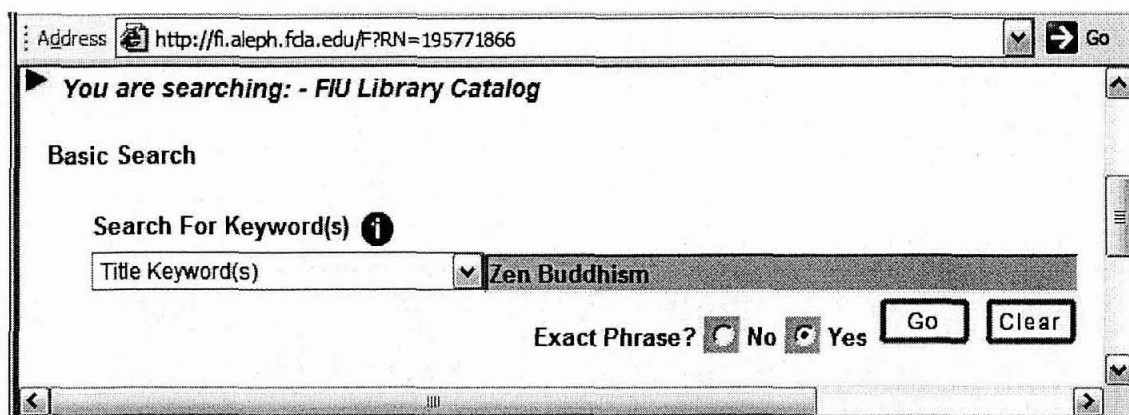 Address http://fi.aleph.fcla.edu/F?RN=195771866 Go
You are searching: - FIU Library Catalog
Basic Search
Search For Keyword(s) i
Title Keyword(s) Zen Buddhism
Exact Phrase? No Yes Go Clear